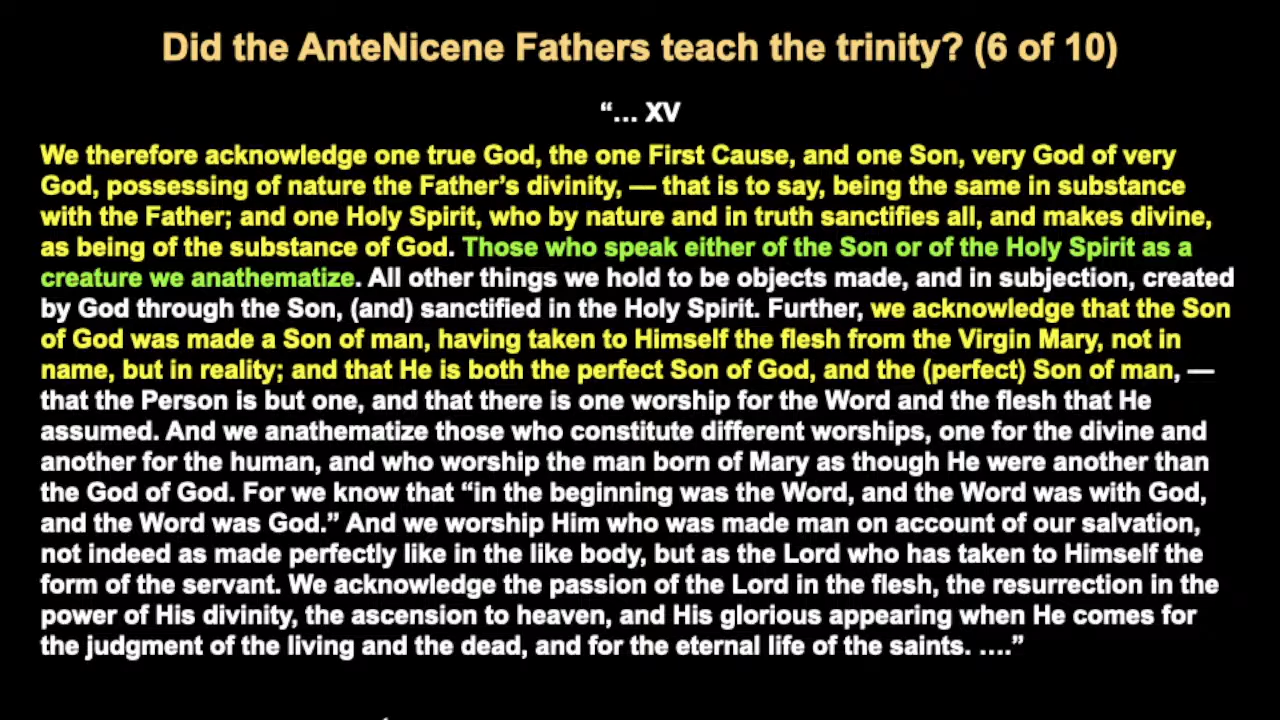 Did the AnteNicene Fathers teach the trinity? (6 of 10)
“... XV
We therefore acknowledge one true God, the one First Cause, and one Son, very God of very
God, possessing of nature the Father’s divinity, — that is to say, being the same in substance
with the Father; and one Holy Spirit, who by nature and in truth sanctifies all, and makes divine,
as being of the substance of God. Those who speak either of the Son or of the Holy Spirit as a
creature we anathematize. All other things we hold to be objects made, and in subjection, created
by God through the Son, (and) sanctified in the Holy Spirit. Further, we acknowledge that the Son
of God was made a Son of man, having taken to Himself the flesh from the Virgin Mary, not in
name, but in reality; and that He is both the perfect Son of God, and the (perfect) Son of man, —
that the Person is but one, and that there is one worship for the Word and the flesh that He
assumed. And we anathematize those who constitute different worships, one for the divine and
another for the human, and who worship the man born of Mary as though He were another than
the God of God. For we know that “in the beginning was the Word, and the Word was with God,
and the Word was God.” And we worship Him who was made man on account of our salvation,
not indeed as made perfectly like in the like body, but as the Lord who has taken to Himself the
form of the servant. We acknowledge the passion of the Lord in the flesh, the resurrection in the
power of His divinity, the ascension to heaven, and His glorious appearing when He comes for
the judgment of the living and the dead, and for the eternal life of the saints. ....”